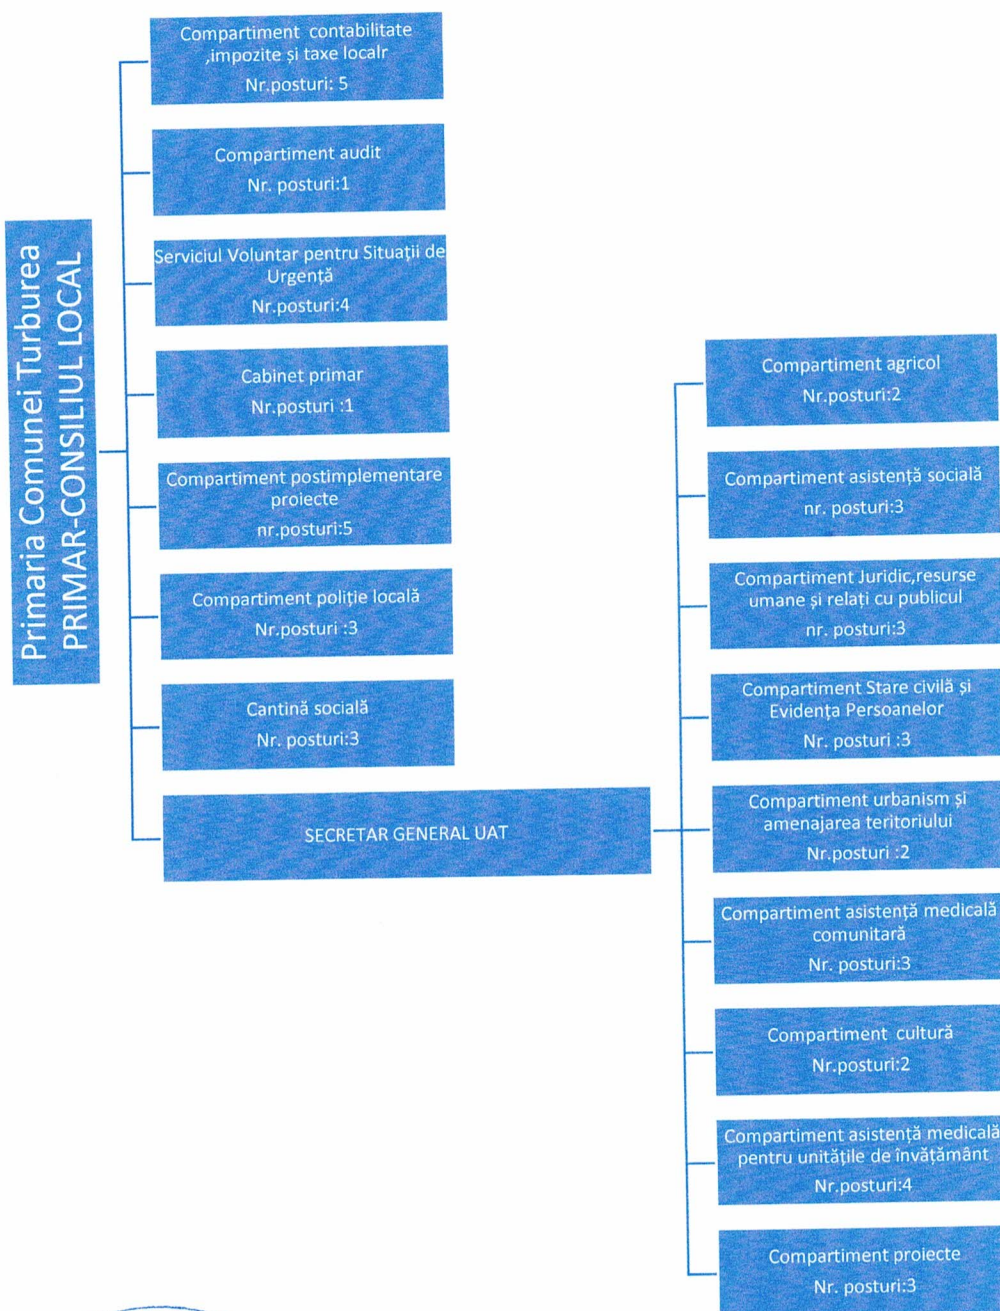 Primaria Comunei Turburea
PRIMAR-CONSILIUL LOCAL
Compartiment contabilitate
,impozite și taxe localr
Nr.posturi: 5
Compartiment audit
Nr. posturi:1
Serviciul Voluntar pentru Situații de
Urgență
Nr.posturi:4
Cabinet primar
Nr.posturi :1
Compartiment postimplementare
proiecte
nr.posturi:5
Compartiment poliție locală
Nr.posturi :3
Cantină socială
Nr. posturi:3
SECRETAR GENERAL UAT
Compartiment agricol
Nr.posturi:2
Compartiment asistență socială
nr. posturi:3
Compartiment Juridic,resurse
umane și relați cu publicul
nr. posturi:3
Compartiment Stare civilă și
Evidența Persoanelor
Nr. posturi :3
Compartiment urbanism și
amenajarea teritoriului
Nr.posturi :2
Compartiment asistență medicală
comunitară
Nr. posturi:3
Compartiment cultură
Nr.posturi:2
Compartiment asistență medicală
pentru unitățile de învățământ
Nr.posturi:4
Compartiment proiecte
Nr. posturi:3